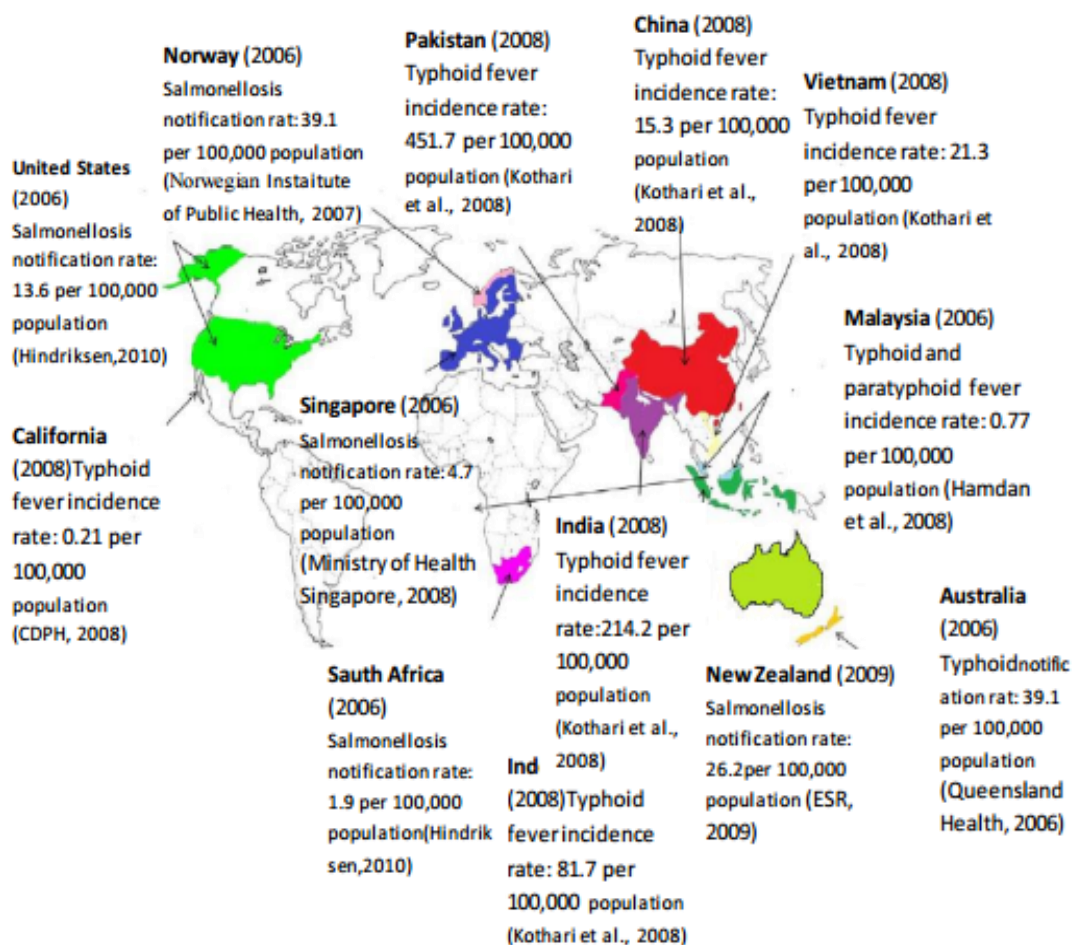 Norway (2006)
Salmonellosis
notification rat: 39.1
per 100,000 population
(Norwegian Instaitute
of Public Health, 2007)
Pakistan (2008)
Typhoid fever
incidence rate:
451.7 per 100,000
population (Kothari
et al., 2008)
China (2008)
Typhoid fever
incidence rate:
15.3 per 100,000
population
(Kothari et al.,
2008)
Vietnam (2008)
Typhoid fever
incidence rate: 21.3
per 100,000
population (Kothari et
al., 2008)
United States
(2006)
Salmonellosis
notification rate:
13.6 per 100,000
population
(Hindriksen,2010)
Malaysia (2006)
Typhoid and
paratyphoid fever
incidence rate: 0.77
per 100,000
population (Hamdan
et al., 2008)
California
(2008)Typhoid
fever incidence
rate: 0.21 per
100,000
population
(CDPH, 2008)
Singapore (2006)
Salmonellosis
notification rate: 4.7
per 100,000
population
(Ministry of Health
Singapore, 2008)
India (2008)
Typhoid fever
incidence
rate:214.2 per
100,000
population
(Kothari et al.,
2008)
Australia
(2006)
Typhoidnotific
ation rat: 39.1
per 100,000
population
(Queensland
Health, 2006)
South Africa
(2006)
Salmonellosis
notification rate:
1.9 per 100,000
population(Hindrik
sen,2010)
Ind
(2008)Typhoid
fever incidence
rate: 81.7 per
100,000 population
(Kothari et al., 2008)
New Zealand (2009)
Salmonellosis
notification rate:
26.2per 100,000
population (ESR,
2009)